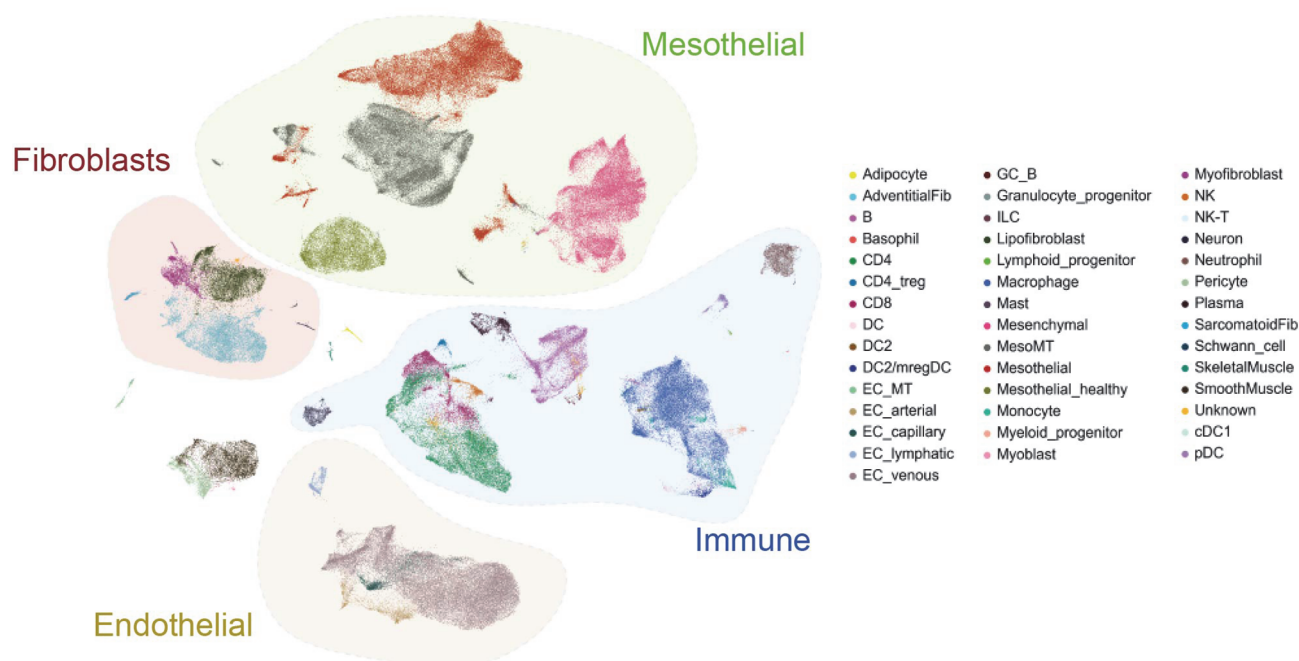 Mesothelial
Fibroblasts
Immune
Endothelial
Adipocyte
AdventitialFib
B
Basophil
CD4
CD4_treg
CD8
DC
DC2
DC2/mregDC
EC_MT
EC_arterial
EC_capillary
EC_lymphatic
EC_venous
GC_B
Granulocyte_progenitor
ILC
Lipofibroblast
Lymphoid_progenitor
Macrophage
Mast
Mesenchymal
MesoMT
Mesothelial
Mesothelial_healthy
Monocyte
Myeloid_progenitor
Myoblast
Myofibroblast
NK
NK-T
Neuron
Neutrophil
Pericyte
Plasma
SarcomatoidFib
Schwann_cell
SkeletalMuscle
SmoothMuscle
Unknown
cDC1
pDC